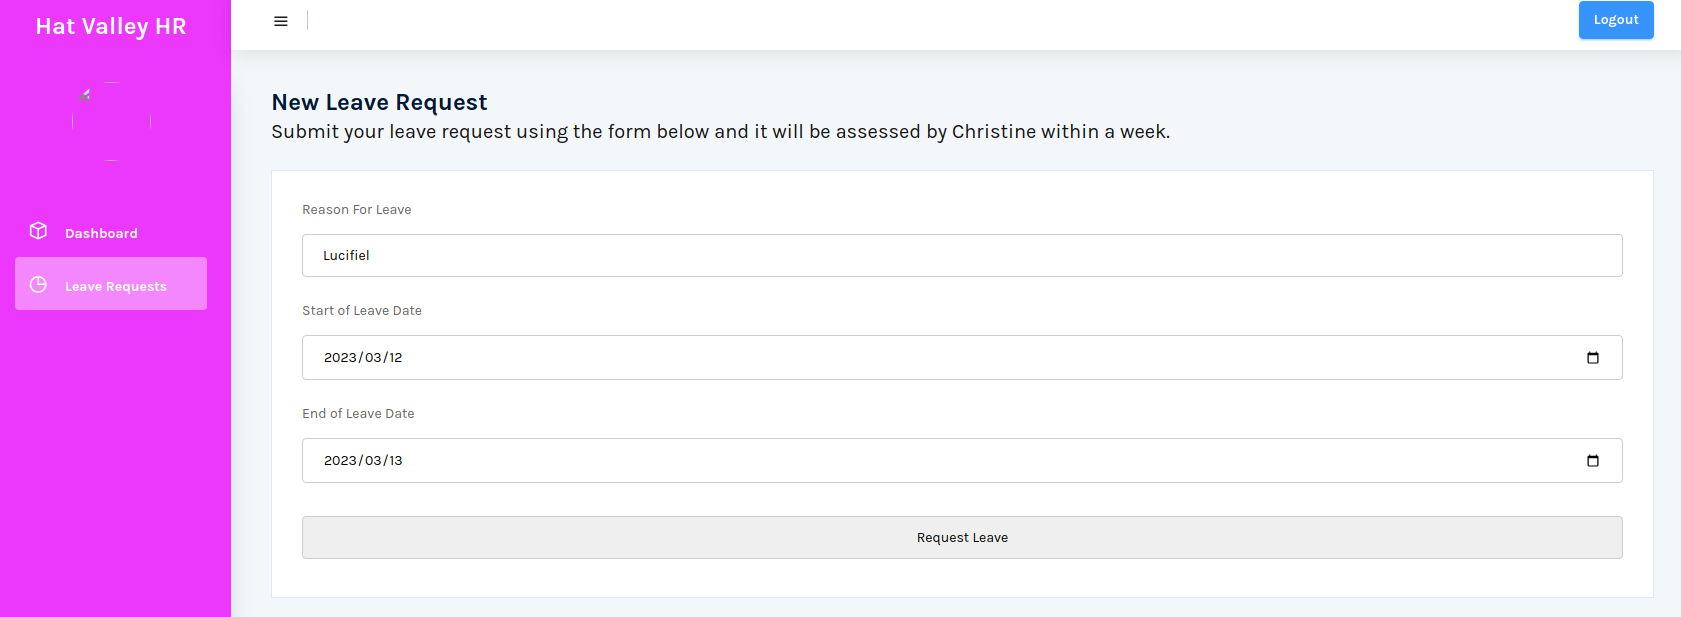 Hat Valley HR
Logout
Dashboard
Leave Requests
New Leave Request
Submit your leave request using the form below and it will be assessed by Christine within a week.
Reason For Leave
Lucifiel
Start of Leave Date
2023/03/12
End of Leave Date
2023/03/13
Request Leave